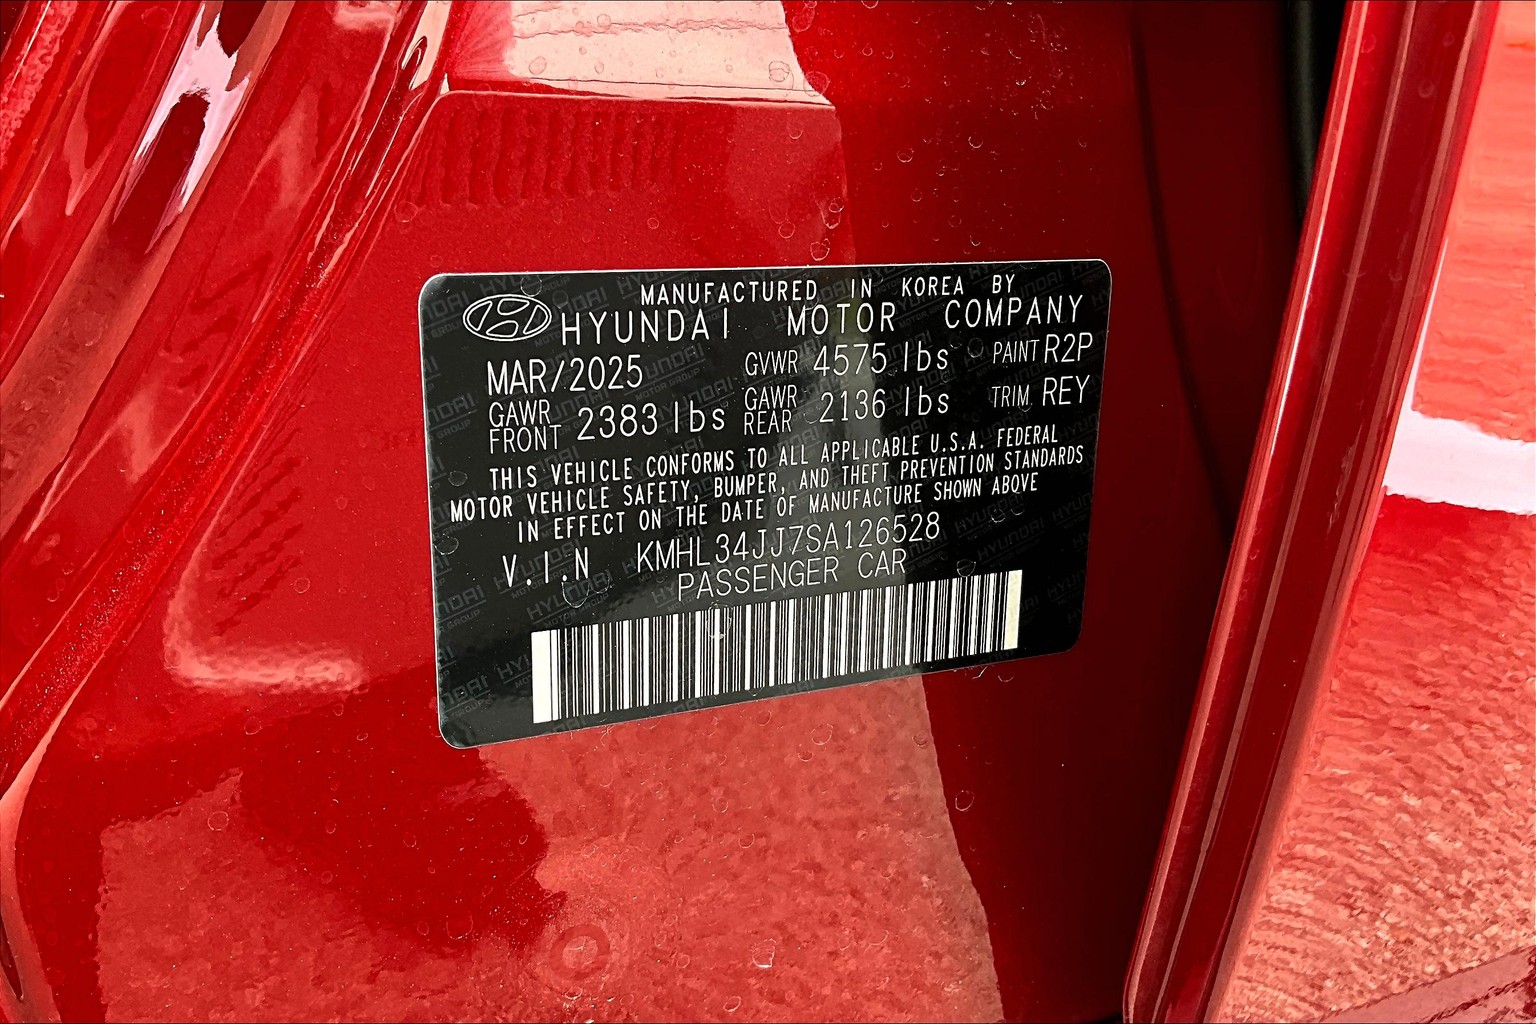 MANUFACTURED IN KOREA BY
HYUNDAI MOTOR COMPANY
MAR/2025 GVWR 4575 lbs PAINT R2P
GAWR FRONT 2383 lbs GAWR REAR 2136 lbs TRIM REY
THIS VEHICLE CONFORMS TO ALL APPLICABLE U.S.A. FEDERAL
MOTOR VEHICLE SAFETY, BUMPER, AND THEFT PREVENTION STANDARDS
IN EFFECT ON THE DATE OF MANUFACTURE SHOWN ABOVE
V.I.N KMHL34JJ7SA126528
PASSENGER CAR